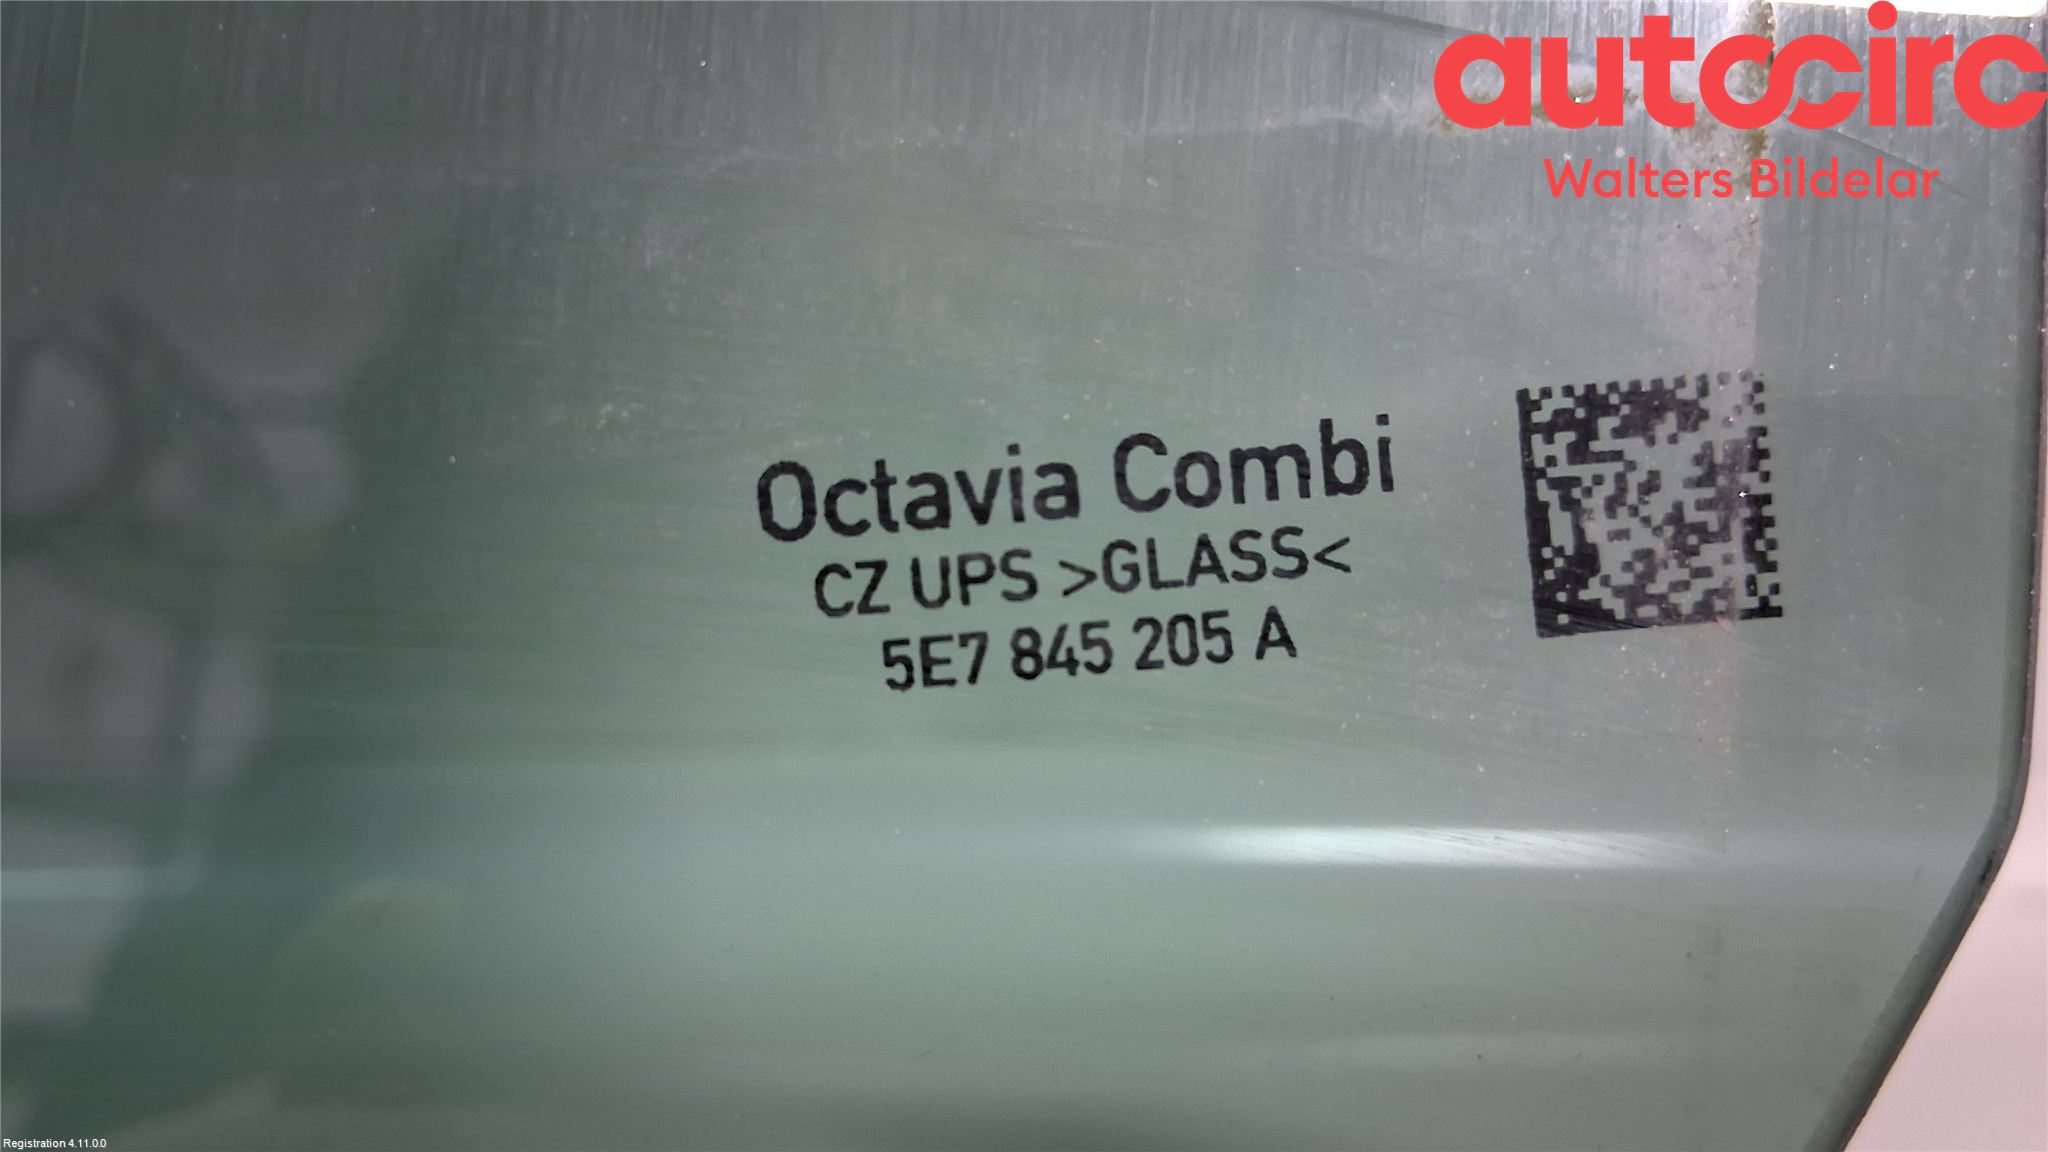 autocirc
Walters Bildelar
Octavia Combi
CZ UPS >GLASS<
5E7 845 205 A
Registration 4.11.0.0